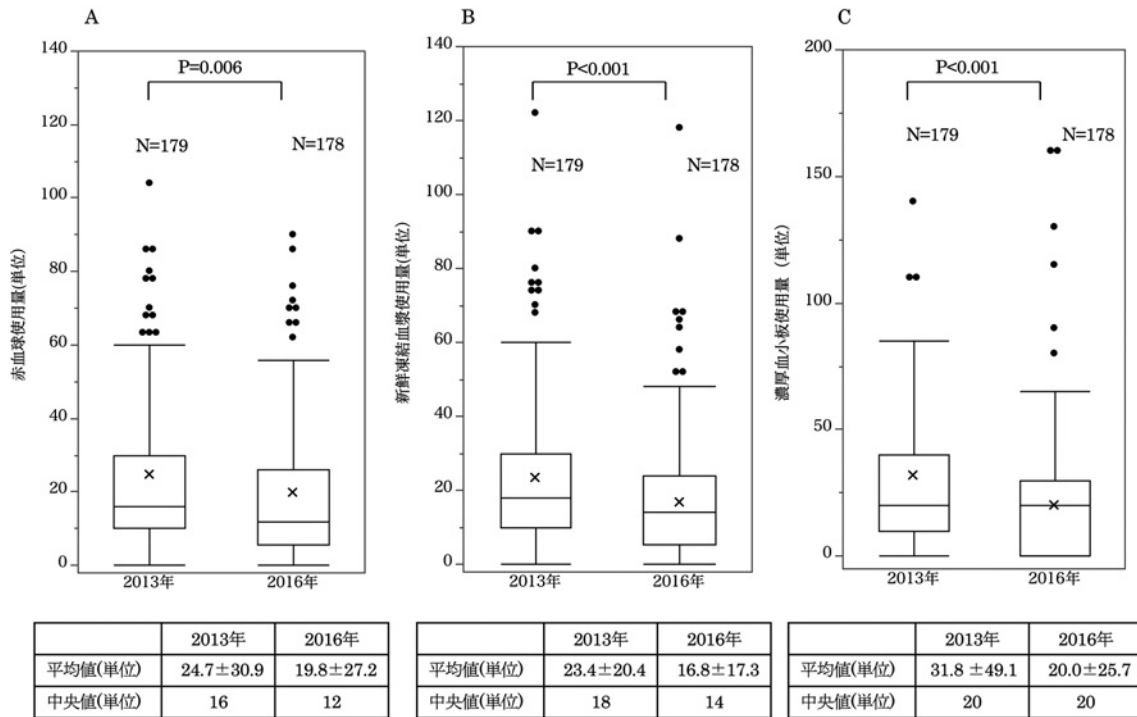 A
赤血球使用量(単位)
140
120
100
80
60
40
20
0
P=0.006
N=179
N=178
2013年
2016年
2013年 2016年
平均値(単位) 24.7±30.9 19.8±27.2
中央値(単位) 16 12
B
新鮮凍結血漿使用量(単位)
140
120
100
80
60
40
20
0
P<0.001
N=179
N=178
2013年
2016年
2013年 2016年
平均値(単位) 23.4±20.4 16.8±17.3
中央値(単位) 18 14
C
濃厚血小板使用量（単位)
200
150
100
50
0
P<0.001
N=179
N=178
2013年
2016年
2013年 2016年
平均値(単位) 31.8 ±49.1 20.0±25.7
中央値(単位) 20 20